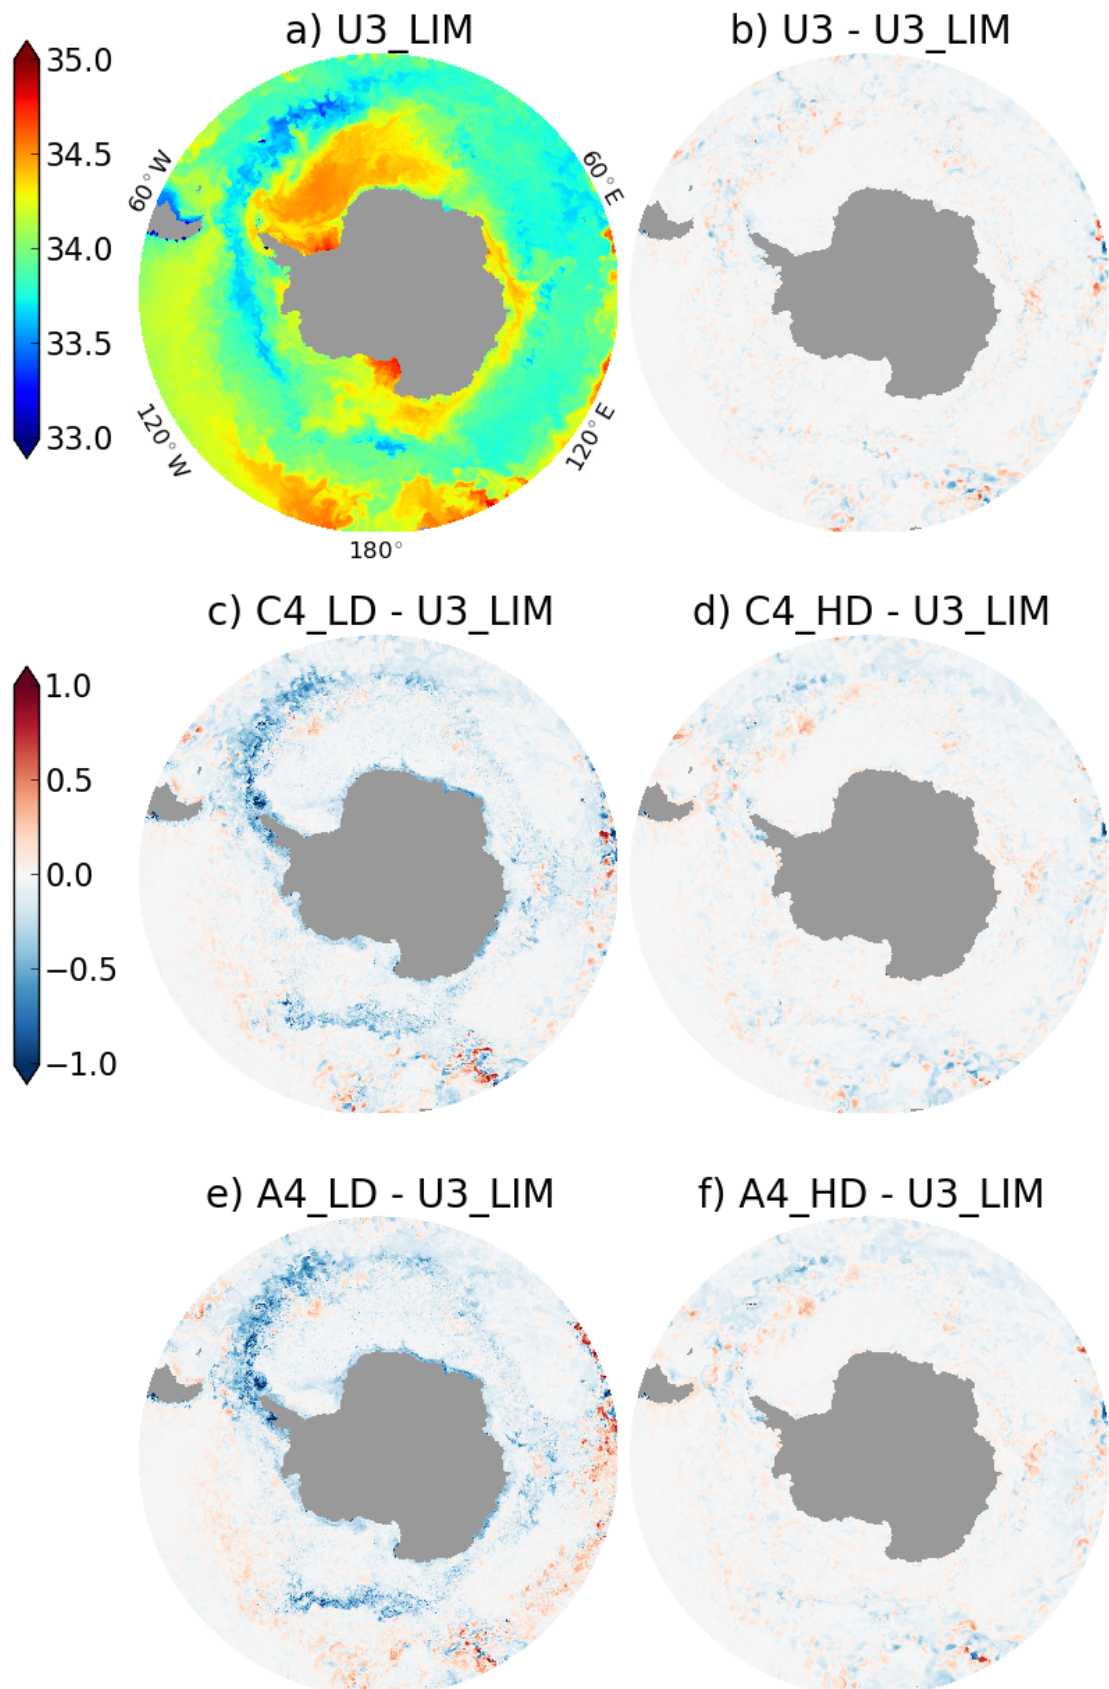 a) U3_LIM
b) U3 - U3_LIM
35.0
34.5
34.0
33.5
33.0
60°W
60°E
120°W
120°E
180°
c) C4_LD - U3_LIM
d) C4_HD - U3_LIM
1.0
0.5
0.0
−0.5
−1.0
e) A4_LD - U3_LIM
f) A4_HD - U3_LIM